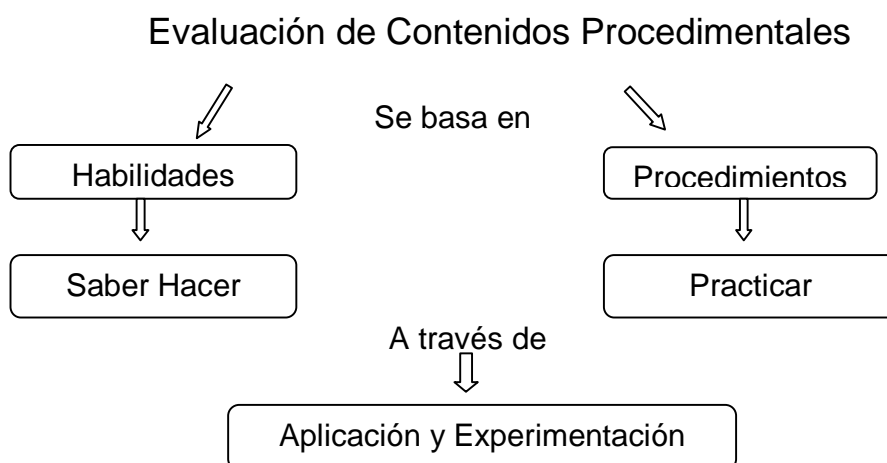 Evaluación de Contenidos Procedimentales
Se basa en
Habilidades
Procedimientos
Saber Hacer
Practicar
A través de
Aplicación y Experimentación